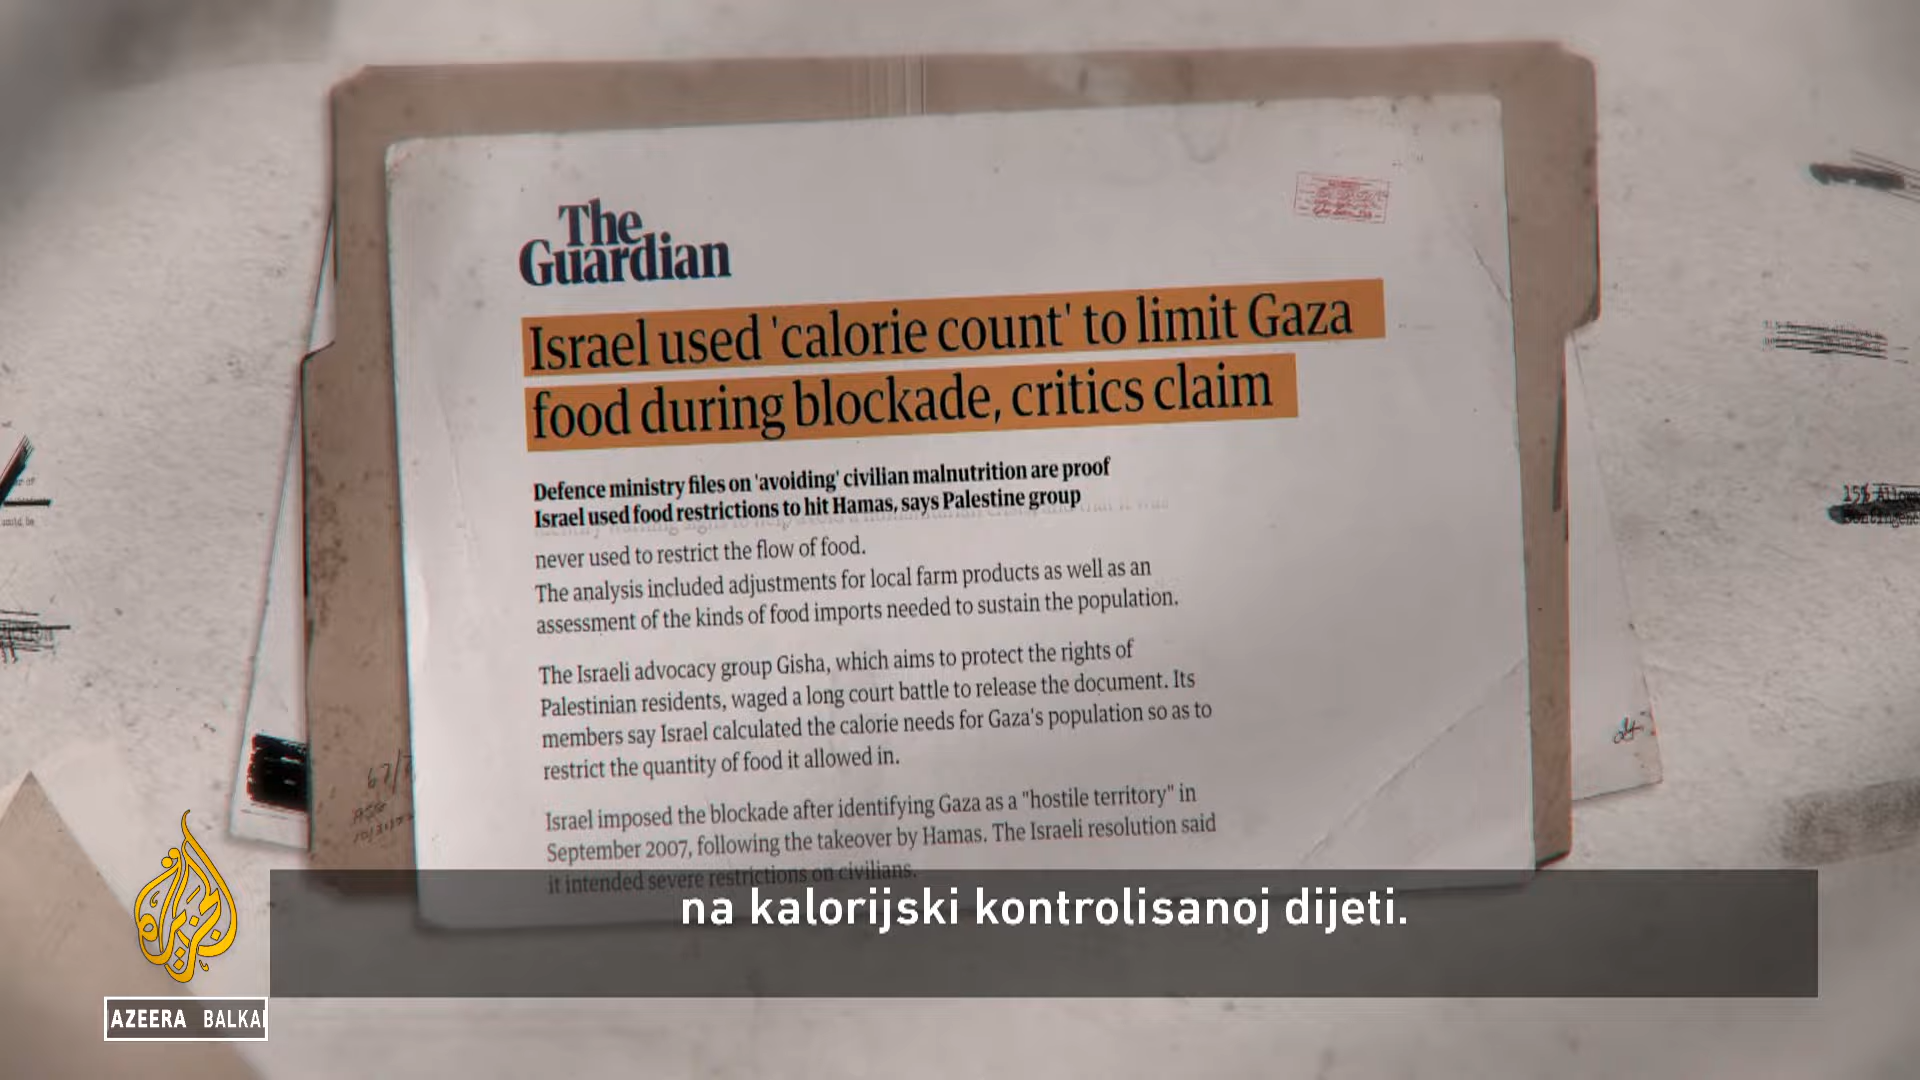 The
Guardian
Israel used 'calorie count' to limit Gaza
food during blockade, critics claim
Defence ministry files on 'avoiding' civilian malnutrition are proof
Israel used food restrictions to hit Hamas, says Palestine group
never used to restrict the flow of food.
The analysis included adjustments for local farm products as well as an
assessment of the kinds of food imports needed to sustain the population.
The Israeli advocacy group Gisha, which aims to protect the rights of
Palestinian residents, waged a long court battle to release the document. Its
members say Israel calculated the calorie needs for Gaza's population so as to
restrict the quantity of food it allowed in.
Israel imposed the blockade after identifying Gaza as a "hostile territory" in
September 2007, following the takeover by Hamas. The Israeli resolution said
it intended severe restrictions on civilians.
na kalorijski kontrolisanoj dijeti.
الجزيرة
AZEERA BALKA